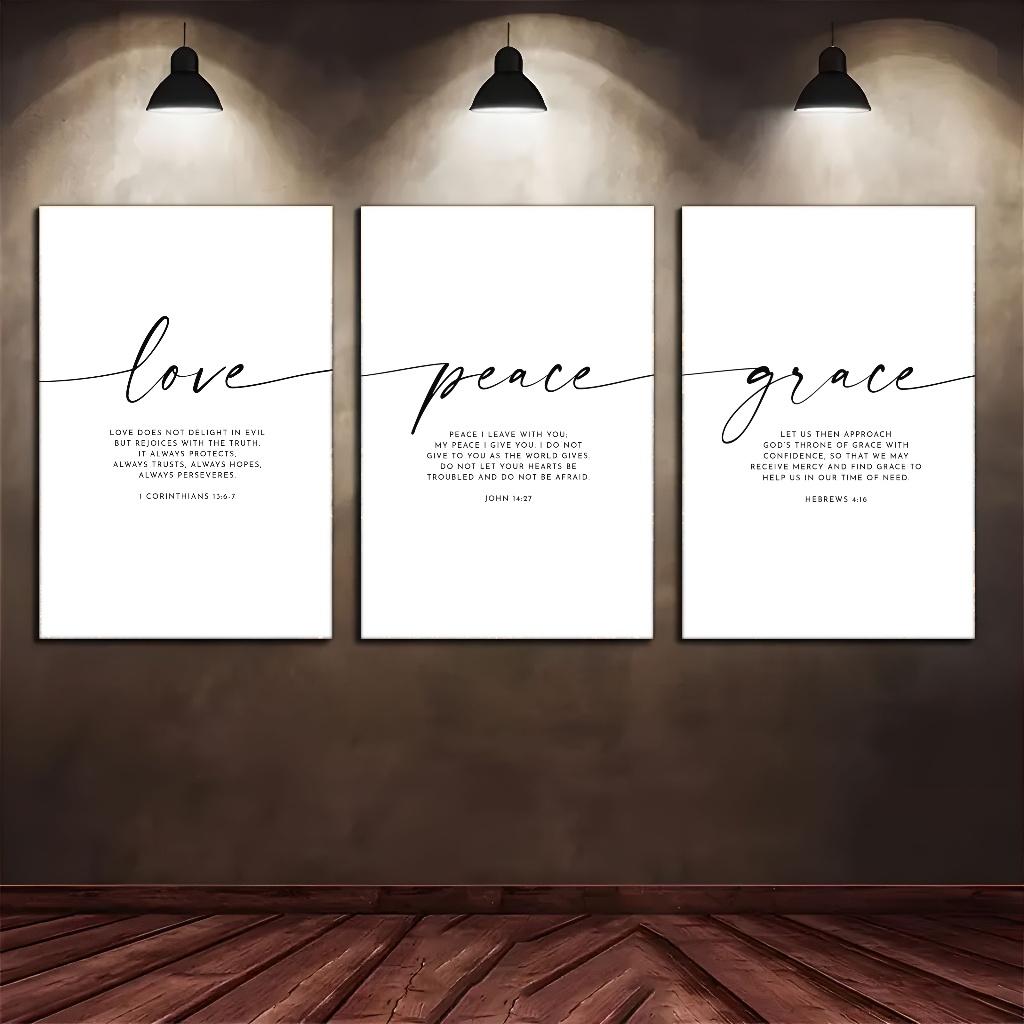 love
LOVE DOES NOT DELIGHT IN EVIL
BUT REJOICES WITH THE TRUTH.
IT ALWAYS PROTECTS,
ALWAYS TRUSTS, ALWAYS HOPES,
ALWAYS PERSEVERES.
1 CORINTHIANS 13:6-7
peace
PEACE I LEAVE WITH YOU;
MY PEACE I GIVE YOU. I DO NOT
GIVE TO YOU AS THE WORLD GIVES.
DO NOT LET YOUR HEARTS BE
TROUBLED AND DO NOT BE AFRAID.
JOHN 14:27
grace
LET US THEN APPROACH
GOD'S THRONE OF GRACE WITH
CONFIDENCE, SO THAT WE MAY
RECEIVE MERCY AND FIND GRACE TO
HELP US IN OUR TIME OF NEED.
HEBREWS 4:16